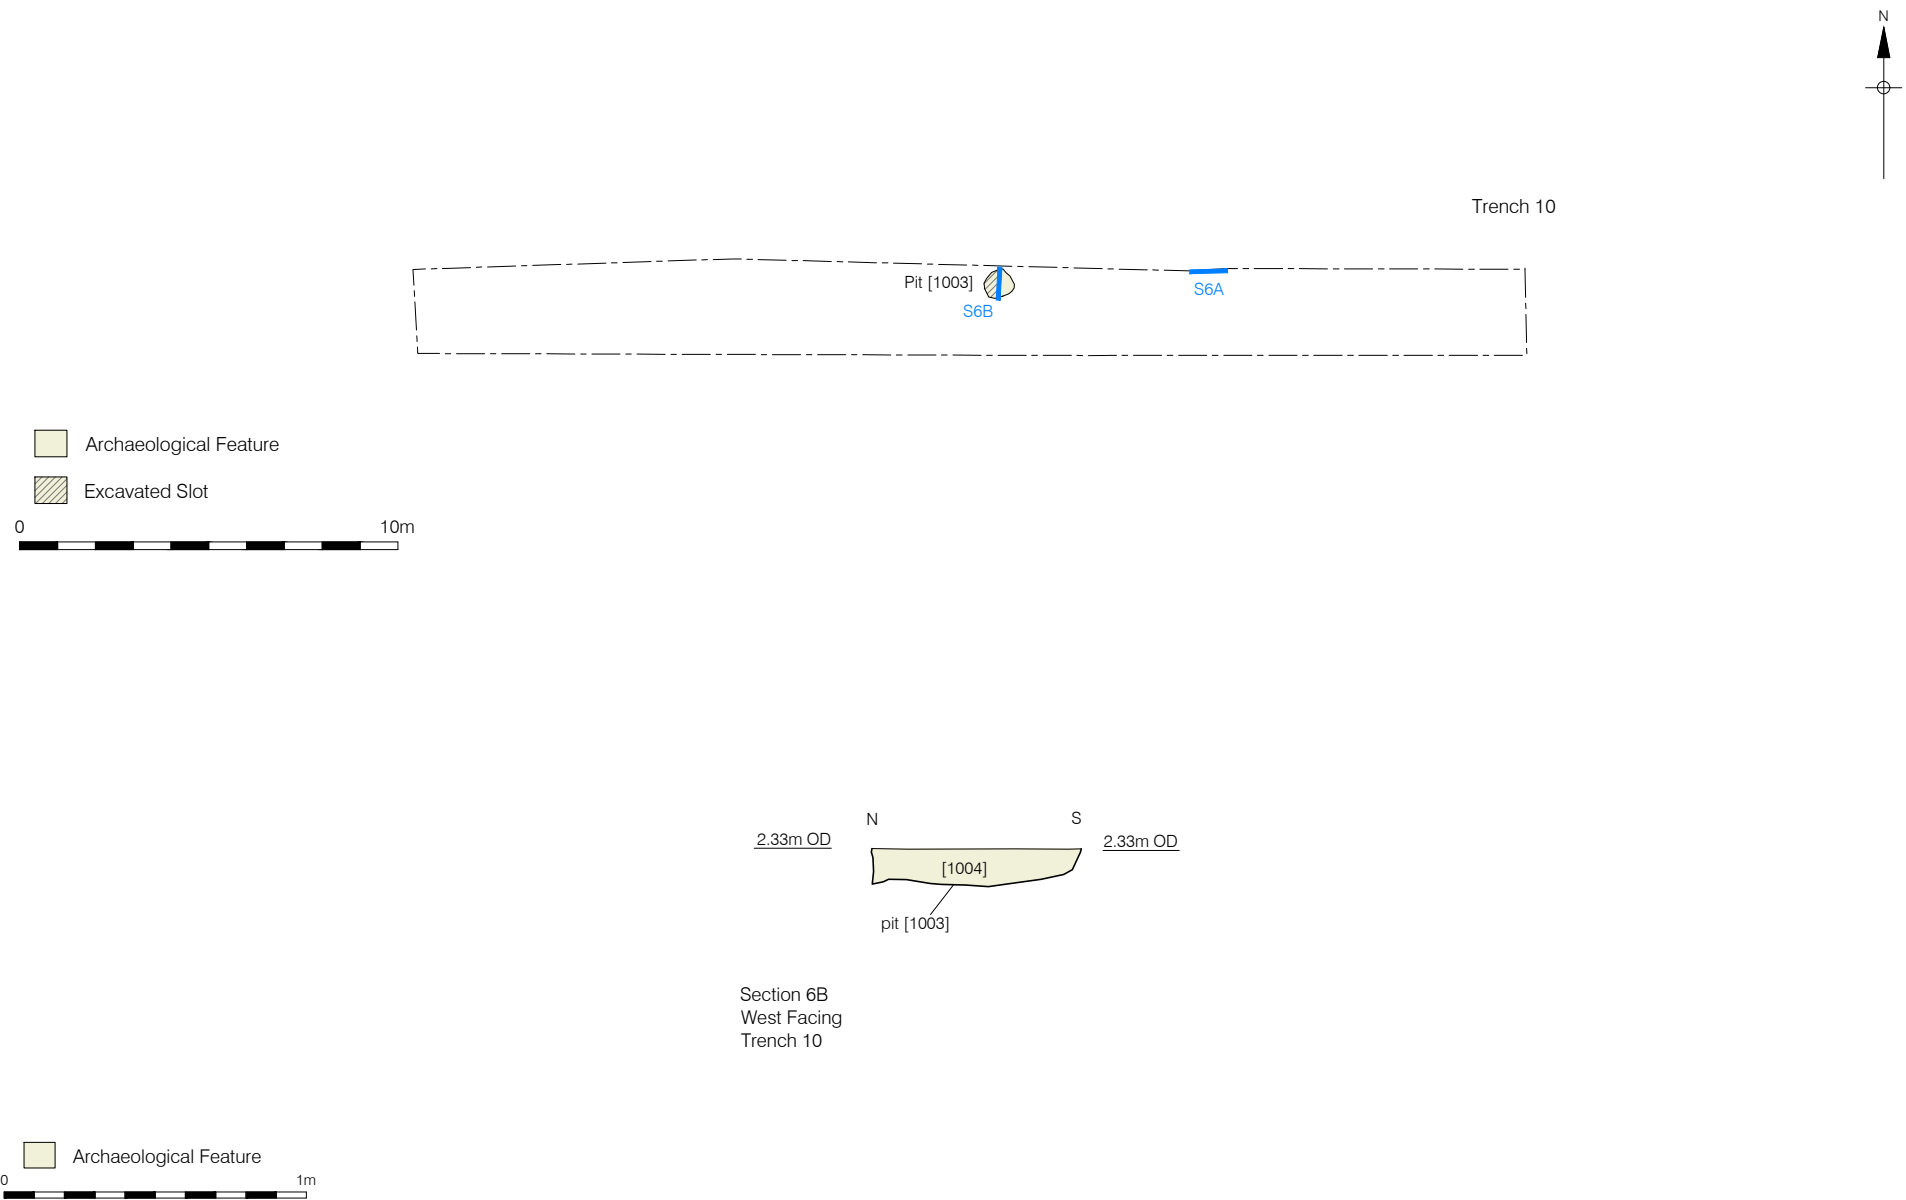 N
Trench 10
Pit [1003]
S6B
S6A
Archaeological Feature
Excavated Slot
0 10m
N S
2.33m OD 2.33m OD
[1004]
pit [1003]
Section 6B
West Facing
Trench 10
Archaeological Feature
0 1m